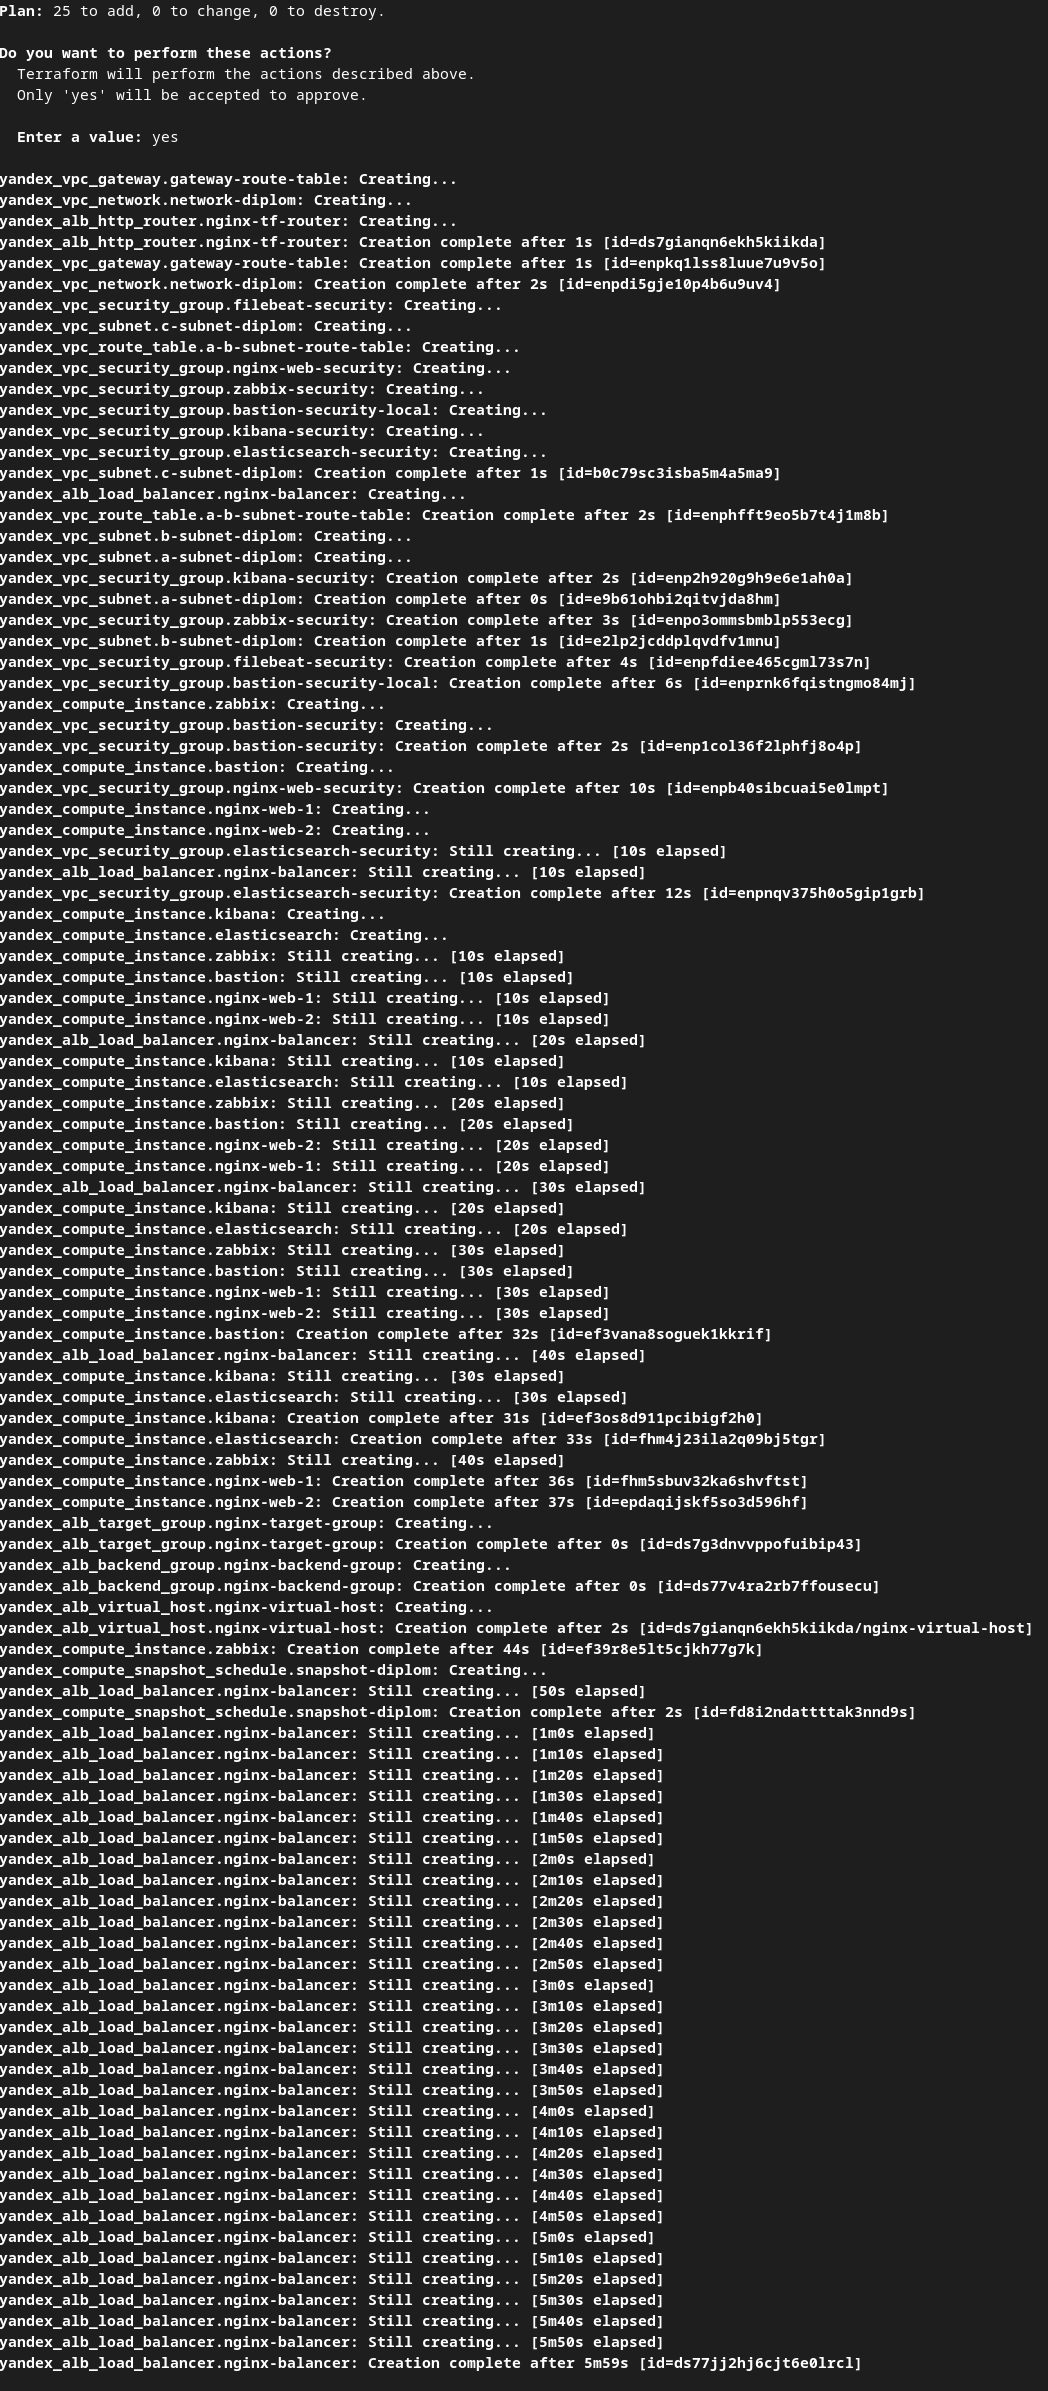 Plan: 25 to add, 0 to change, 0 to destroy.
Do you want to perform these actions?
Terraform will perform the actions described above.
Only 'yes' will be accepted to approve.
Enter a value: yes
yandex_vpc_gateway.gateway-route-table: Creating...
yandex_vpc_network.network-diplom: Creating...
yandex_alb_http_router.nginx-tf-router: Creating...
yandex_alb_http_router.nginx-tf-router: Creation complete after 1s [id=ds7gianqn6ekh5kiikda]
yandex_vpc_gateway.gateway-route-table: Creation complete after 1s [id=enpkq1lss8luue7u9v5o]
yandex_vpc_network.network-diplom: Creation complete after 2s [id=enpdi5gje10p4b6u9uv4]
yandex_vpc_security_group.filebeat-security: Creating...
yandex_vpc_subnet.c-subnet-diplom: Creating...
yandex_vpc_route_table.a-b-subnet-route-table: Creating...
yandex_vpc_security_group.nginx-web-security: Creating...
yandex_vpc_security_group.zabbix-security: Creating...
yandex_vpc_security_group.bastion-security-local: Creating...
yandex_vpc_security_group.kibana-security: Creating...
yandex_vpc_security_group.elasticsearch-security: Creating...
yandex_vpc_subnet.c-subnet-diplom: Creation complete after 1s [id=b0c79sc3isba5m4a5ma9]
yandex_alb_load_balancer.nginx-balancer: Creating...
yandex_vpc_route_table.a-b-subnet-route-table: Creation complete after 2s [id=enphfft9eo5b7t4j1m8b]
yandex_vpc_subnet.b-subnet-diplom: Creating...
yandex_vpc_subnet.a-subnet-diplom: Creating...
yandex_vpc_security_group.kibana-security: Creation complete after 2s [id=enp2h920g9h9e6e1ah0a]
yandex_vpc_subnet.a-subnet-diplom: Creation complete after 0s [id=e9b61ohbi2qitvjda8hm]
yandex_vpc_security_group.zabbix-security: Creation complete after 3s [id=enpo3ommsbmblp553ecg]
yandex_vpc_subnet.b-subnet-diplom: Creation complete after 1s [id=e2lp2jcddplqvdfv1mnu]
yandex_vpc_security_group.filebeat-security: Creation complete after 4s [id=enpfdiee465cgml73s7n]
yandex_vpc_security_group.bastion-security-local: Creation complete after 6s [id=enprnk6fqistngmo84mj]
yandex_compute_instance.zabbix: Creating...
yandex_vpc_security_group.bastion-security: Creating...
yandex_vpc_security_group.bastion-security: Creation complete after 2s [id=enp1col36f2lphfj8o4p]
yandex_compute_instance.bastion: Creating...
yandex_vpc_security_group.nginx-web-security: Creation complete after 10s [id=enpb40sibcuai5e0lmpt]
yandex_compute_instance.nginx-web-1: Creating...
yandex_compute_instance.nginx-web-2: Creating...
yandex_vpc_security_group.elasticsearch-security: Still creating... [10s elapsed]
yandex_alb_load_balancer.nginx-balancer: Still creating... [10s elapsed]
yandex_vpc_security_group.elasticsearch-security: Creation complete after 12s [id=enpnqv375h0o5gip1grb]
yandex_compute_instance.kibana: Creating...
yandex_compute_instance.elasticsearch: Creating...
yandex_compute_instance.zabbix: Still creating... [10s elapsed]
yandex_compute_instance.bastion: Still creating... [10s elapsed]
yandex_compute_instance.nginx-web-1: Still creating... [10s elapsed]
yandex_compute_instance.nginx-web-2: Still creating... [10s elapsed]
yandex_alb_load_balancer.nginx-balancer: Still creating... [20s elapsed]
yandex_compute_instance.kibana: Still creating... [10s elapsed]
yandex_compute_instance.elasticsearch: Still creating... [10s elapsed]
yandex_compute_instance.zabbix: Still creating... [20s elapsed]
yandex_compute_instance.bastion: Still creating... [20s elapsed]
yandex_compute_instance.nginx-web-2: Still creating... [20s elapsed]
yandex_compute_instance.nginx-web-1: Still creating... [20s elapsed]
yandex_alb_load_balancer.nginx-balancer: Still creating... [30s elapsed]
yandex_compute_instance.kibana: Still creating... [20s elapsed]
yandex_compute_instance.elasticsearch: Still creating... [20s elapsed]
yandex_compute_instance.zabbix: Still creating... [30s elapsed]
yandex_compute_instance.bastion: Still creating... [30s elapsed]
yandex_compute_instance.nginx-web-1: Still creating... [30s elapsed]
yandex_compute_instance.nginx-web-2: Still creating... [30s elapsed]
yandex_compute_instance.bastion: Creation complete after 32s [id=ef3vana8soguek1kkrif]
yandex_alb_load_balancer.nginx-balancer: Still creating... [40s elapsed]
yandex_compute_instance.kibana: Still creating... [30s elapsed]
yandex_compute_instance.elasticsearch: Still creating... [30s elapsed]
yandex_compute_instance.kibana: Creation complete after 31s [id=ef3os8d911pcibigf2h0]
yandex_compute_instance.elasticsearch: Creation complete after 33s [id=fhm4j23ila2q09bj5tgr]
yandex_compute_instance.zabbix: Still creating... [40s elapsed]
yandex_compute_instance.nginx-web-1: Creation complete after 36s [id=fhm5sbuv32ka6shvftst]
yandex_compute_instance.nginx-web-2: Creation complete after 37s [id=epdaqijskf5so3d596hf]
yandex_alb_target_group.nginx-target-group: Creating...
yandex_alb_target_group.nginx-target-group: Creation complete after 0s [id=ds7g3dnvvppofuibip43]
yandex_alb_backend_group.nginx-backend-group: Creating...
yandex_alb_backend_group.nginx-backend-group: Creation complete after 0s [id=ds77v4ra2rb7ffousecu]
yandex_alb_virtual_host.nginx-virtual-host: Creating...
yandex_alb_virtual_host.nginx-virtual-host: Creation complete after 2s [id=ds7gianqn6ekh5kiikda/nginx-virtual-host]
yandex_compute_instance.zabbix: Creation complete after 44s [id=ef39r8e5lt5cjkh77g7k]
yandex_compute_snapshot_schedule.snapshot-diplom: Creating...
yandex_alb_load_balancer.nginx-balancer: Still creating... [50s elapsed]
yandex_compute_snapshot_schedule.snapshot-diplom: Creation complete after 2s [id=fd8i2ndattttak3nnd9s]
yandex_alb_load_balancer.nginx-balancer: Still creating... [1m0s elapsed]
yandex_alb_load_balancer.nginx-balancer: Still creating... [1m10s elapsed]
yandex_alb_load_balancer.nginx-balancer: Still creating... [1m20s elapsed]
yandex_alb_load_balancer.nginx-balancer: Still creating... [1m30s elapsed]
yandex_alb_load_balancer.nginx-balancer: Still creating... [1m40s elapsed]
yandex_alb_load_balancer.nginx-balancer: Still creating... [1m50s elapsed]
yandex_alb_load_balancer.nginx-balancer: Still creating... [2m0s elapsed]
yandex_alb_load_balancer.nginx-balancer: Still creating... [2m10s elapsed]
yandex_alb_load_balancer.nginx-balancer: Still creating... [2m20s elapsed]
yandex_alb_load_balancer.nginx-balancer: Still creating... [2m30s elapsed]
yandex_alb_load_balancer.nginx-balancer: Still creating... [2m40s elapsed]
yandex_alb_load_balancer.nginx-balancer: Still creating... [2m50s elapsed]
yandex_alb_load_balancer.nginx-balancer: Still creating... [3m0s elapsed]
yandex_alb_load_balancer.nginx-balancer: Still creating... [3m10s elapsed]
yandex_alb_load_balancer.nginx-balancer: Still creating... [3m20s elapsed]
yandex_alb_load_balancer.nginx-balancer: Still creating... [3m30s elapsed]
yandex_alb_load_balancer.nginx-balancer: Still creating... [3m40s elapsed]
yandex_alb_load_balancer.nginx-balancer: Still creating... [3m50s elapsed]
yandex_alb_load_balancer.nginx-balancer: Still creating... [4m0s elapsed]
yandex_alb_load_balancer.nginx-balancer: Still creating... [4m10s elapsed]
yandex_alb_load_balancer.nginx-balancer: Still creating... [4m20s elapsed]
yandex_alb_load_balancer.nginx-balancer: Still creating... [4m30s elapsed]
yandex_alb_load_balancer.nginx-balancer: Still creating... [4m40s elapsed]
yandex_alb_load_balancer.nginx-balancer: Still creating... [4m50s elapsed]
yandex_alb_load_balancer.nginx-balancer: Still creating... [5m0s elapsed]
yandex_alb_load_balancer.nginx-balancer: Still creating... [5m10s elapsed]
yandex_alb_load_balancer.nginx-balancer: Still creating... [5m20s elapsed]
yandex_alb_load_balancer.nginx-balancer: Still creating... [5m30s elapsed]
yandex_alb_load_balancer.nginx-balancer: Still creating... [5m40s elapsed]
yandex_alb_load_balancer.nginx-balancer: Still creating... [5m50s elapsed]
yandex_alb_load_balancer.nginx-balancer: Creation complete after 5m59s [id=ds77jj2hj6cjt6e0lrcl]